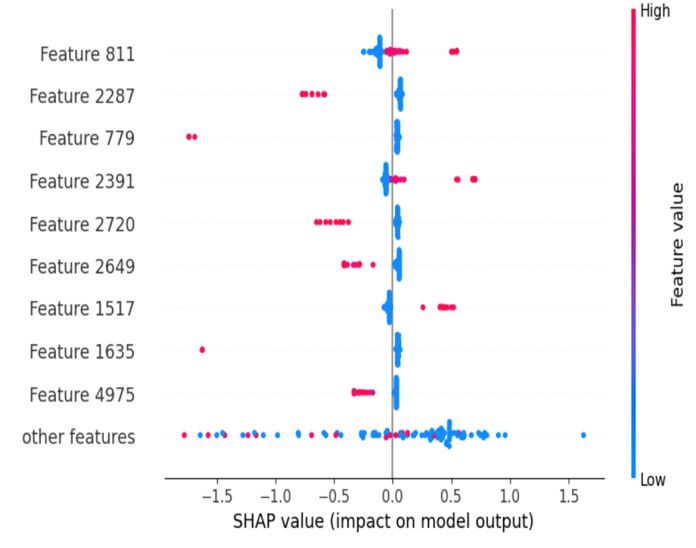 High
Feature 811
Feature 2287
Feature 779
Feature 2391
Feature 2720
Feature 2649
Feature 1517
Feature 1635
Feature 4975
other features
Feature value
Low
−1.5 −1.0 −0.5 0.0 0.5 1.0 1.5
SHAP value (impact on model output)